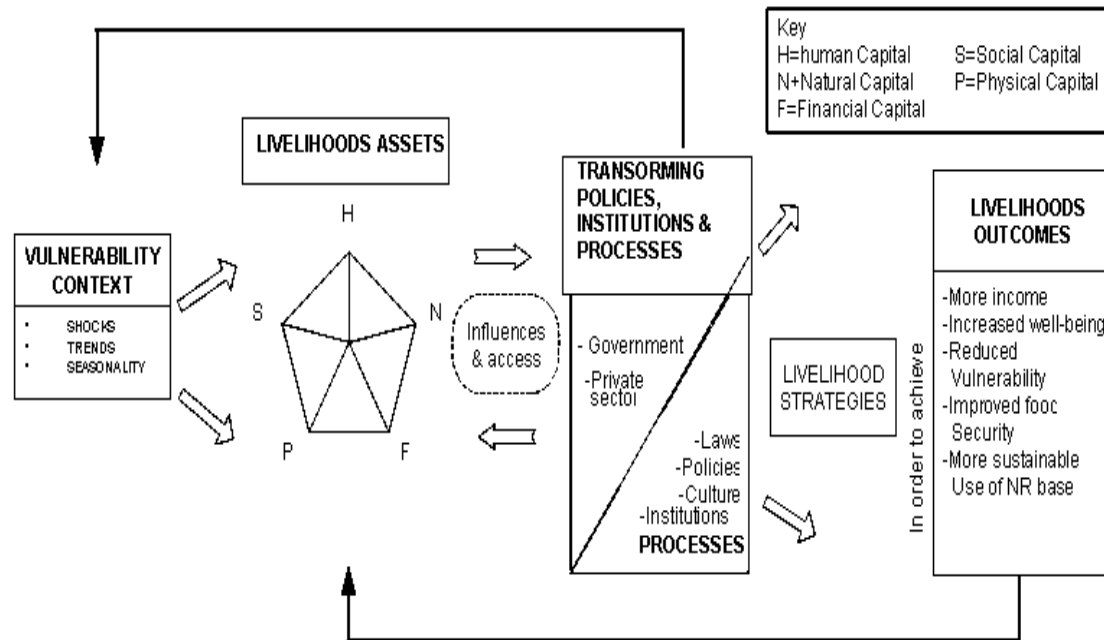 Key
H=human Capital S=Social Capital
N+Natural Capital P=Physical Capital
F=Financial Capital
LIVELIHOODS ASSETS
H
S
N
P
F
VULNERABILITY
CONTEXT
· SHOCKS
· TRENDS
· SEASONALITY
Influences
& access
TRANSORMING
POLICIES,
INSTITUTIONS &
PROCESSES
- Government
-Private
sector
-Laws
-Policies
-Culture
-Institutions
PROCESSES
LIVELIHOOD
STRATEGIES
In order to achieve
LIVELIHOODS
OUTCOMES
-More income
-Increased well-being
-Reduced
Vulnerability
-Improved food
Security
-More sustainable
Use of NR base